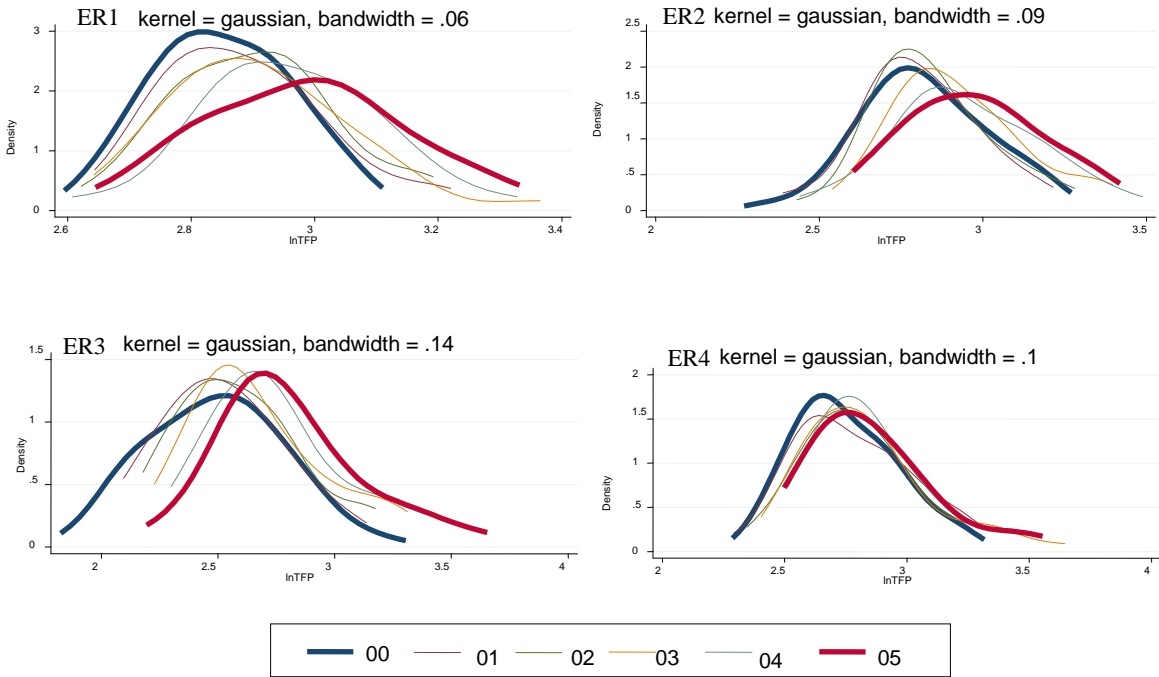 ER1 kernel = gaussian, bandwidth = .06
3
2
1
0
Density
2.6 2.8 3 3.2 3.4
lnTFP
ER2 kernel = gaussian, bandwidth = .09
2.5
2
1.5
1
.5
0
Density
2 2.5 3 3.5
lnTFP
ER3 kernel = gaussian, bandwidth = .14
1.5
1
.5
0
Density
2 2.5 3 3.5 4
lnTFP
ER4 kernel = gaussian, bandwidth = .1
2
1.5
1
.5
0
Density
2 2.5 3 3.5 4
lnTFP
00 01 02 03 04 05